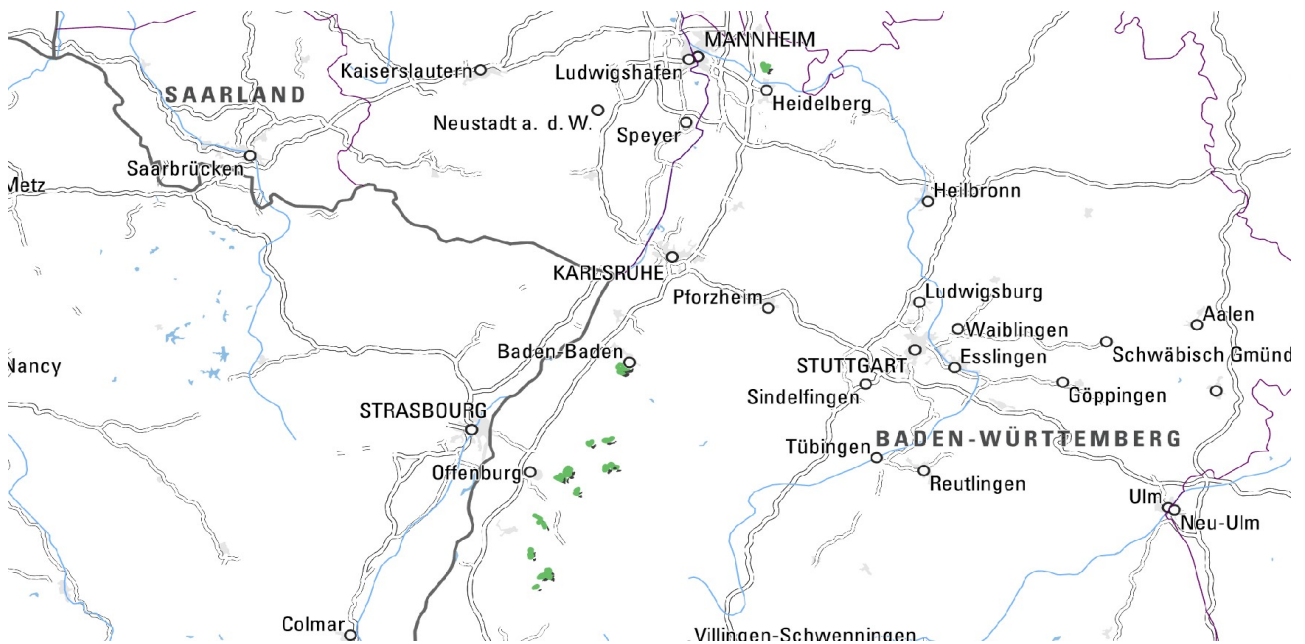 MANNHEIM
Kaiserslautern
Ludwigshafen
SAARLAND
Heidelberg
Neustadt a. d. W.
Speyer
Saarbrücken
Metz
Heilbronn
KARLSRUHE
Pforzheim
Ludwigsburg
Aalen
Waiblingen
Baden-Baden
Esslingen
Schwäbisch Gmünd
Nancy
STUTTGART
Sindelfingen
Göppingen
STRASBOURG
BADEN-WÜRTTEMBERG
Tübingen
Offenburg
Reutlingen
Ulm
Neu-Ulm
Colmar
Villingen-Schwenningen